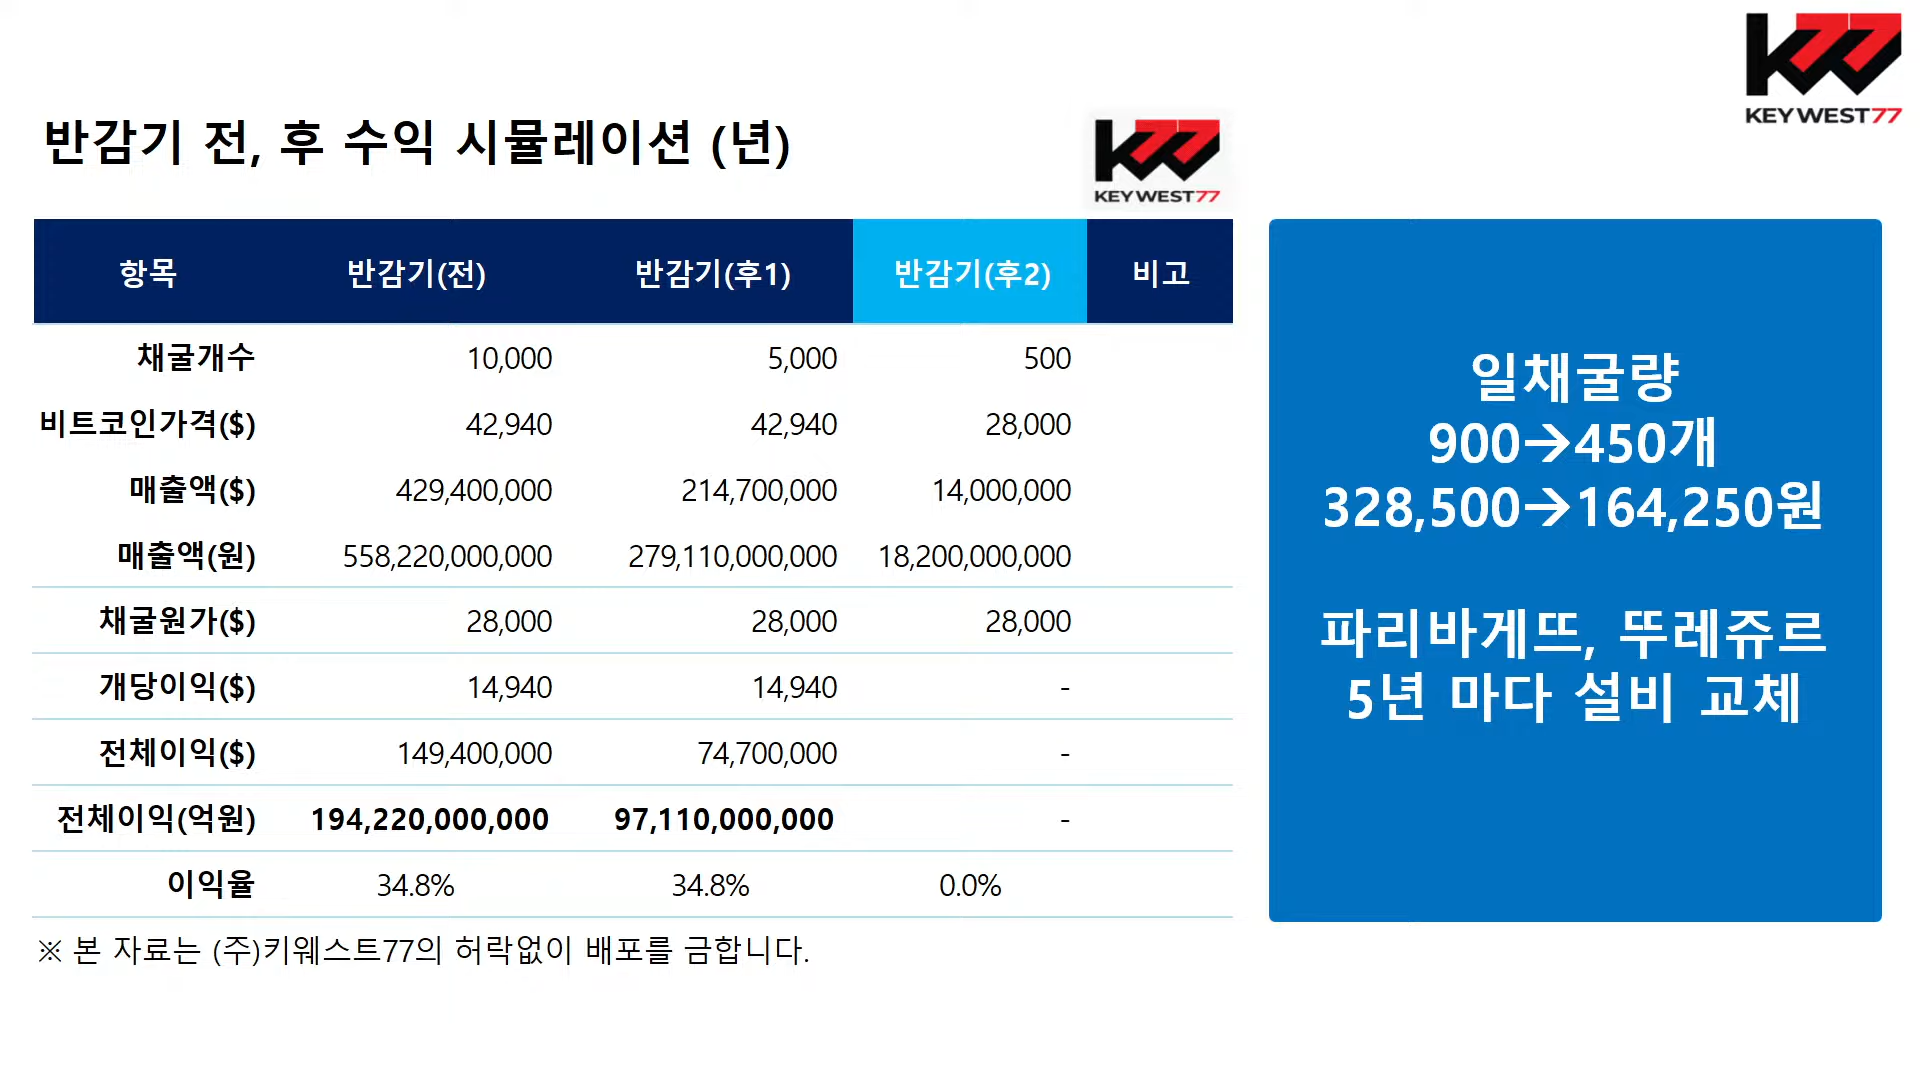 K77
KEYWEST77
반감기 전, 후 수익 시뮬레이션 (년)
K77
KEYWEST77
항목 반감기(전) 반감기(후1) 반감기(후2) 비고
채굴개수 10,000 5,000 500
비트코인가격($) 42,940 42,940 28,000
매출액($) 429,400,000 214,700,000 14,000,000
매출액(원) 558,220,000,000 279,110,000,000 18,200,000,000
채굴원가($) 28,000 28,000 28,000
개당이익($) 14,940 14,940 -
전체이익($) 149,400,000 74,700,000 -
전체이익(억원) 194,220,000,000 97,110,000,000 -
이익율 34.8% 34.8% 0.0%
※ 본 자료는 (주)키웨스트77의 허락없이 배포를 금합니다.
일채굴량
900→450개
328,500→164,250원
파리바게뜨, 뚜레쥬르
5년 마다 설비 교체